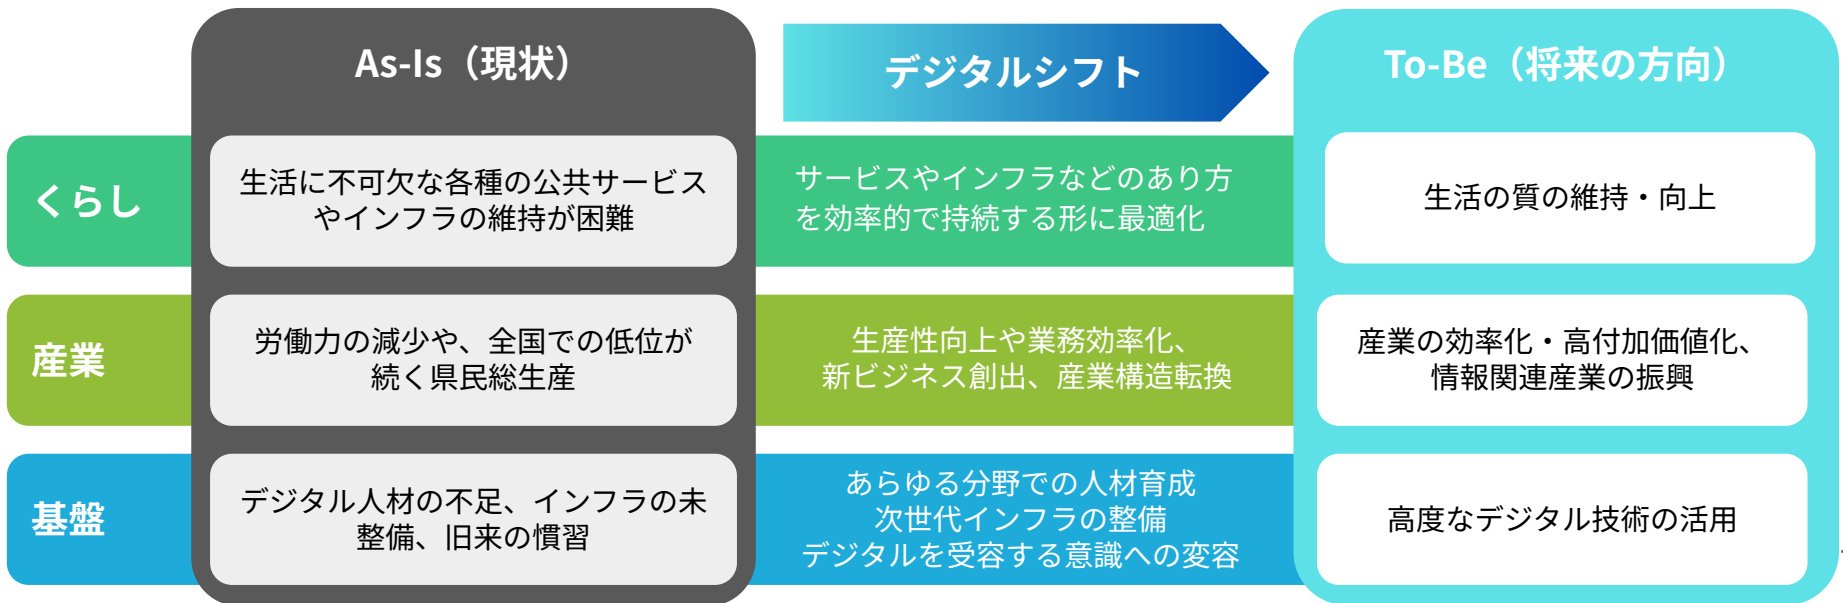 As-Is（現状）
デジタルシフト
To-Be（将来の方向）
くらし
生活に不可欠な各種の公共サービス
やインフラの維持が困難
サービスやインフラなどのあり方
を効率的で持続する形に最適化
生活の質の維持・向上
産業
労働力の減少や、全国での低位が
続く県民総生産
生産性向上や業務効率化、
新ビジネス創出、産業構造転換
産業の効率化・高付加価値化、
情報関連産業の振興
基盤
デジタル人材の不足、インフラの未
整備、旧来の慣習
あらゆる分野での人材育成
次世代インフラの整備
デジタルを受容する意識への変容
高度なデジタル技術の活用